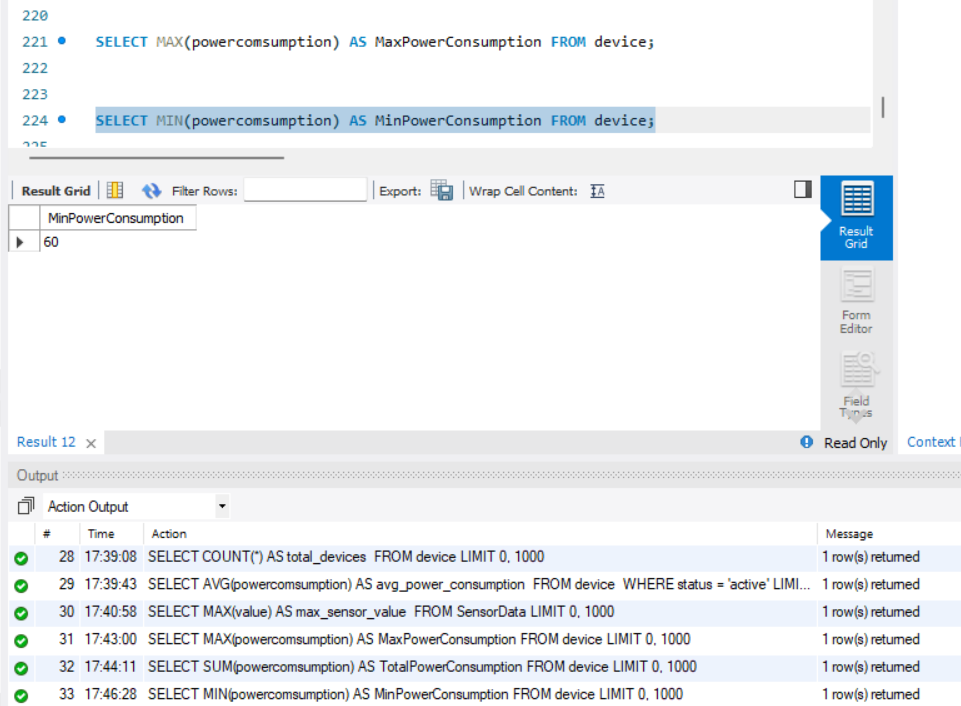 220
221 SELECT MAX(powercomsumption) AS MaxPowerConsumption FROM device;
222
223
224 SELECT MIN(powercomsumption) AS MinPowerConsumption FROM device;
225
Result Grid Filter Rows: Export: Wrap Cell Content: IA
MinPowerConsumption
60
Result
Grid
Form
Editor
Field
Types
Result 12 × Read Only Context
Output
Action Output
# Time Action Message
28 17:39:08 SELECT COUNT(*) AS total_devices FROM device LIMIT 0, 1000 1 row(s) returned
29 17:39:43 SELECT AVG(powercomsumption) AS avg_power_consumption FROM device WHERE status = 'active' LIMI... 1 row(s) returned
30 17:40:58 SELECT MAX(value) AS max_sensor_value FROM SensorData LIMIT 0, 1000 1 row(s) returned
31 17:43:00 SELECT MAX(powercomsumption) AS MaxPowerConsumption FROM device LIMIT 0, 1000 1 row(s) returned
32 17:44:11 SELECT SUM(powercomsumption) AS TotalPowerConsumption FROM device LIMIT 0, 1000 1 row(s) returned
33 17:46:28 SELECT MIN(powercomsumption) AS MinPowerConsumption FROM device LIMIT 0, 1000 1 row(s) returned